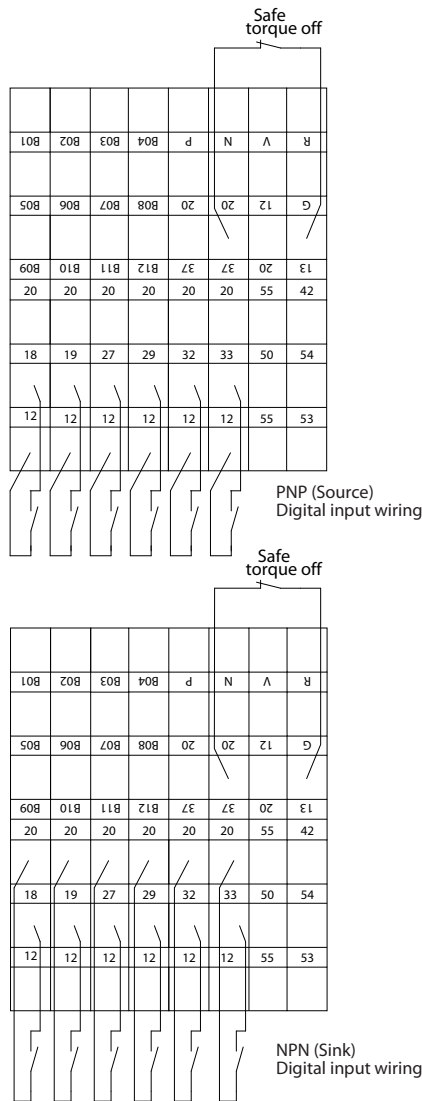 Safe
torque off
B01 B02 B03 B04 P N V R
B05 B06 B07 B08 20 20 12 G
B09 B10 B11 B12 37 37 20 13
20 20 20 20 20 20 55 42
18 19 27 29 32 33 50 54
12 12 12 12 12 12 55 53
PNP (Source)
Digital input wiring
Safe
torque off
B01 B02 B03 B04 P N V R
B05 B06 B07 B08 20 20 12 G
B09 B10 B11 B12 37 37 20 13
20 20 20 20 20 20 55 42
18 19 27 29 32 33 50 54
12 12 12 12 12 12 55 53
NPN (Sink)
Digital input wiring